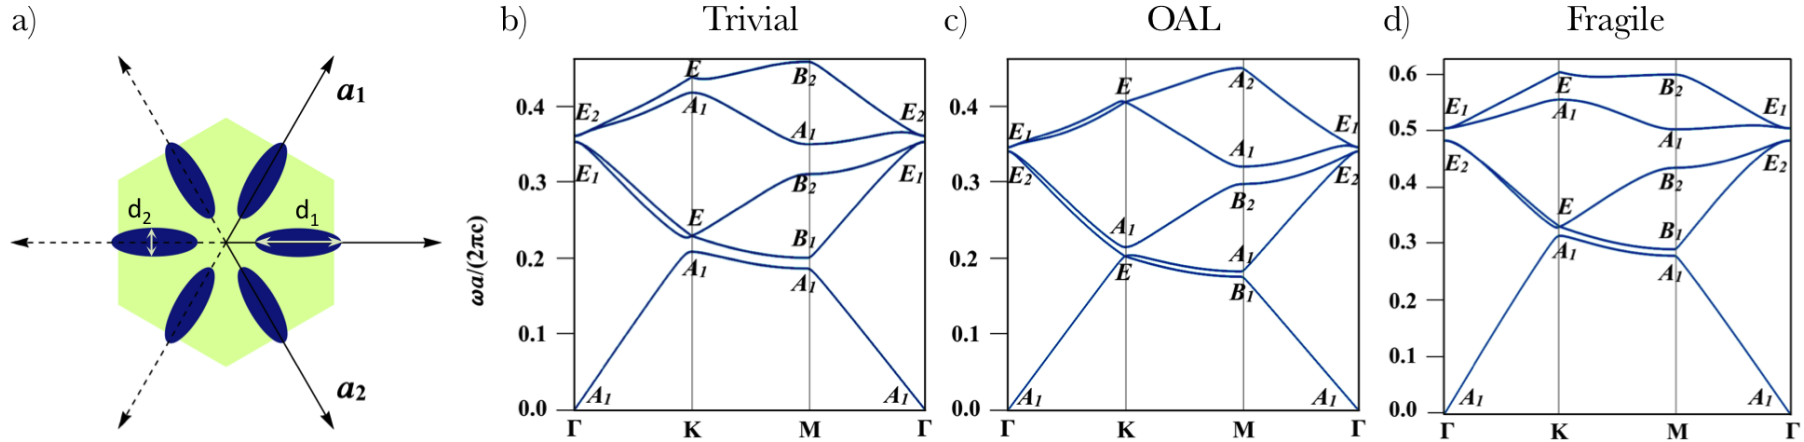 a)
a1
a2
d2
d1
b)
Trivial
ωa/(2πc)
0.4
0.3
0.2
0.1
0.0
E
B2
E2
A1
A1
E2
E1
B2
E1
E
B1
A1
A1
A1
A1
Γ K M Γ
c)
OAL
0.4
0.3
0.2
0.1
0.0
E
A2
E1
A1
E1
E2
B2
E2
A1
A1
E
B1
A1
A1
Γ K M Γ
d)
Fragile
0.6
0.5
0.4
0.3
0.2
0.1
0.0
E
B2
E1
A1
E1
A1
E2
B2
E2
E
B1
A1
A1
A1
A1
Γ K M Γ